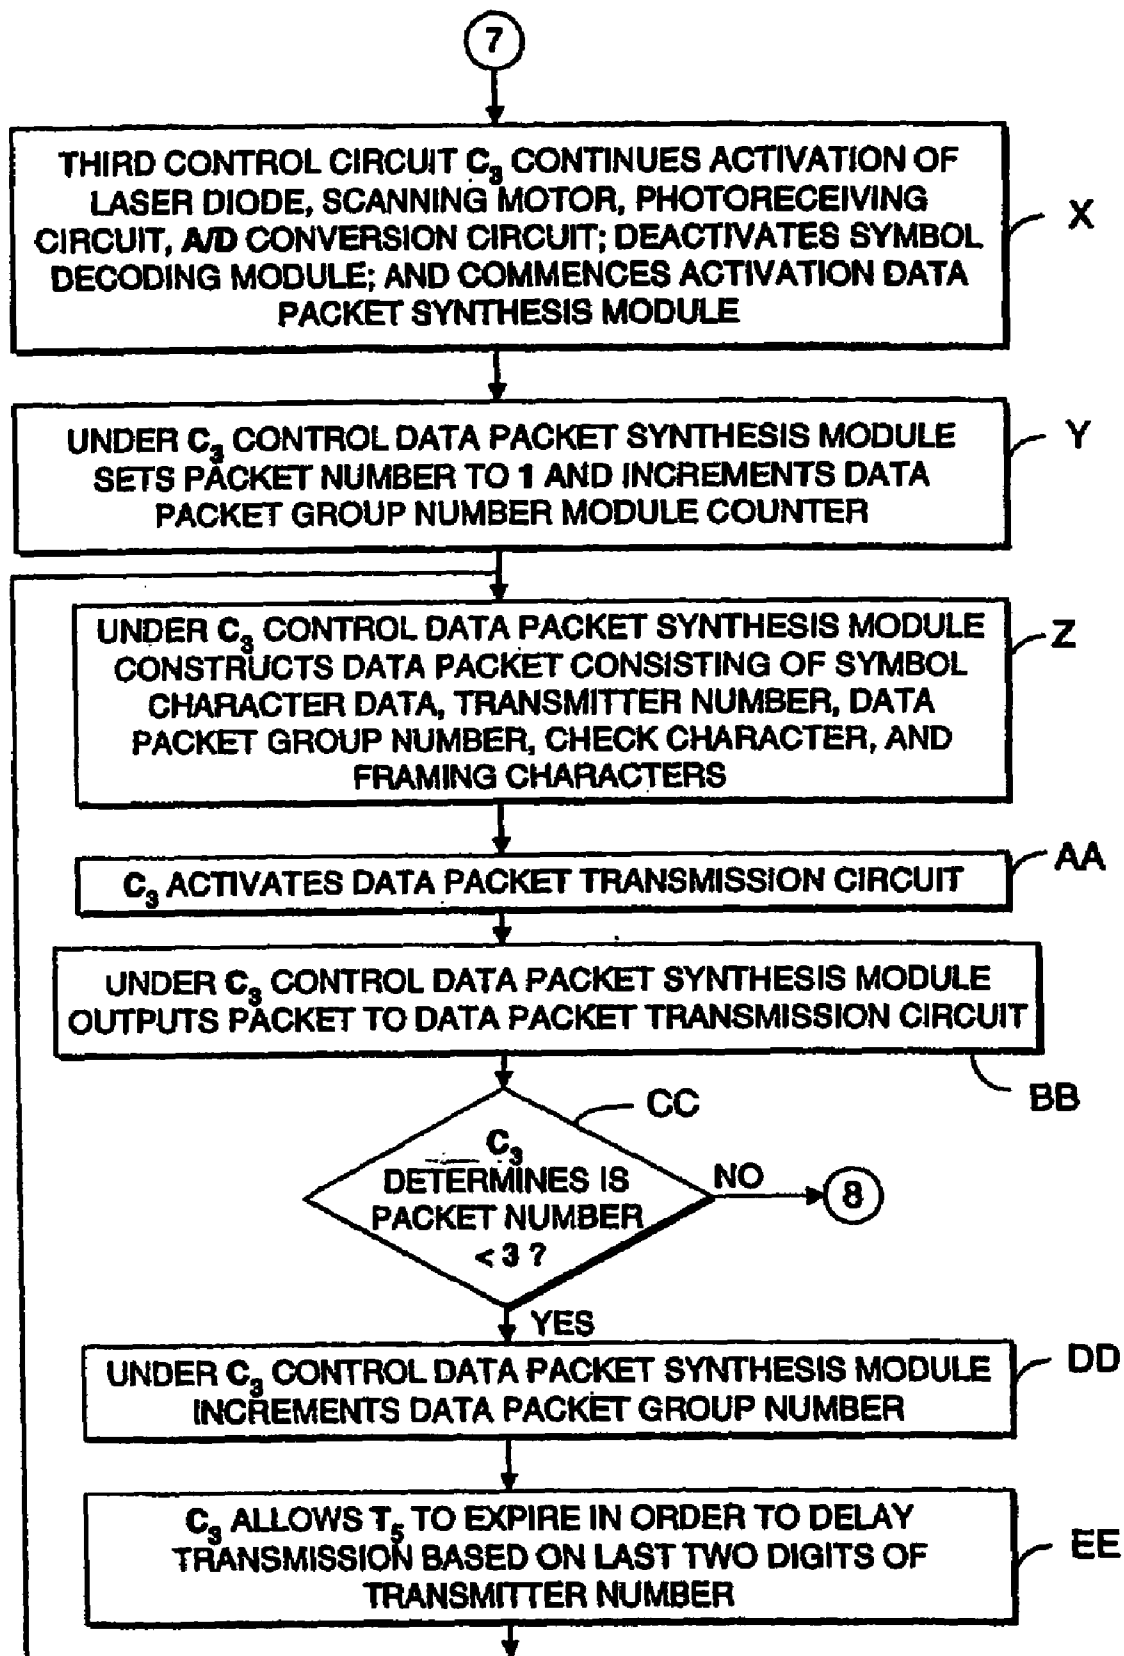 7
THIRD CONTROL CIRCUIT C₃ CONTINUES ACTIVATION OF
LASER DIODE, SCANNING MOTOR, PHOTORECEIVING
CIRCUIT, A/D CONVERSION CIRCUIT; DEACTIVATES SYMBOL
DECODING MODULE; AND COMMENCES ACTIVATION DATA
PACKET SYNTHESIS MODULE
X
UNDER C₃ CONTROL DATA PACKET SYNTHESIS MODULE
SETS PACKET NUMBER TO 1 AND INCREMENTS DATA
PACKET GROUP NUMBER MODULE COUNTER
Y
UNDER C₃ CONTROL DATA PACKET SYNTHESIS MODULE
CONSTRUCTS DATA PACKET CONSISTING OF SYMBOL
CHARACTER DATA, TRANSMITTER NUMBER, DATA
PACKET GROUP NUMBER, CHECK CHARACTER, AND
FRAMING CHARACTERS
Z
C₃ ACTIVATES DATA PACKET TRANSMISSION CIRCUIT
AA
UNDER C₃ CONTROL DATA PACKET SYNTHESIS MODULE
OUTPUTS PACKET TO DATA PACKET TRANSMISSION CIRCUIT
BB
CC
C₃
DETERMINES IS
PACKET NUMBER
< 3 ?
NO
8
YES
UNDER C₃ CONTROL DATA PACKET SYNTHESIS MODULE
INCREMENTS DATA PACKET GROUP NUMBER
DD
C₃ ALLOWS T₅ TO EXPIRE IN ORDER TO DELAY
TRANSMISSION BASED ON LAST TWO DIGITS OF
TRANSMITTER NUMBER
EE